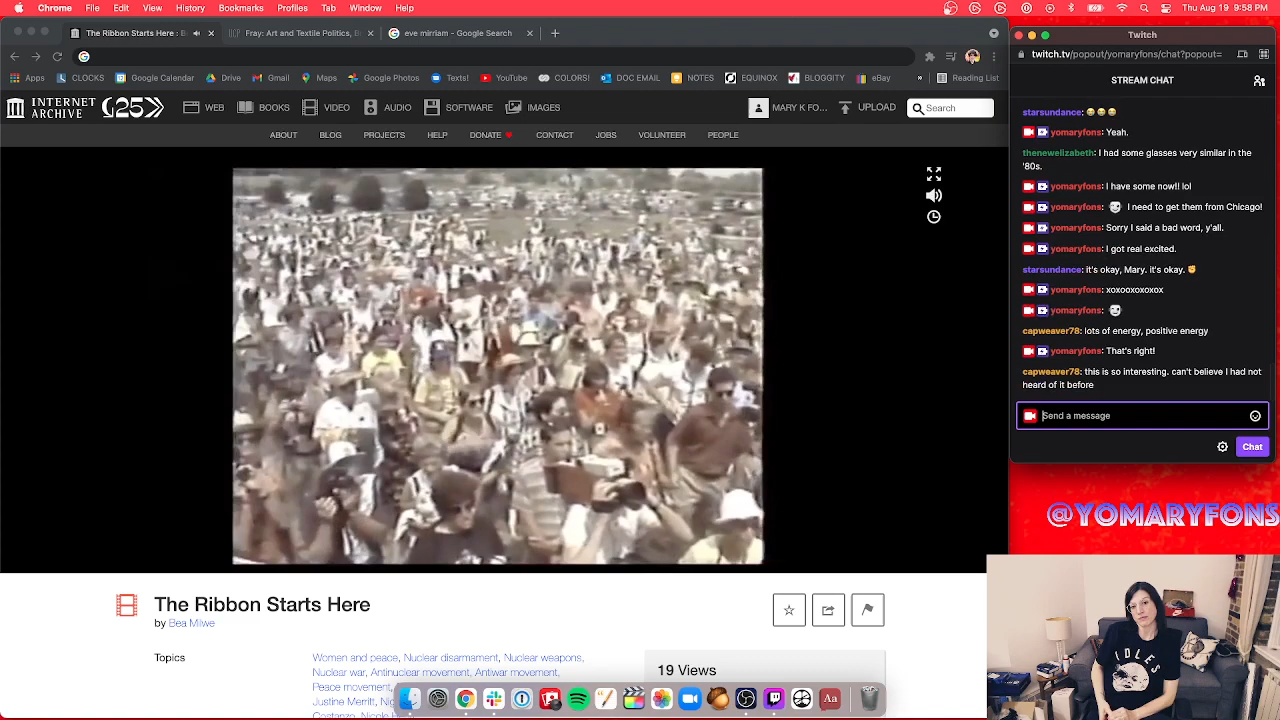 Chrome File Edit View History Bookmarks Profiles Tab Window Help Thu Aug 19 9:58 PM
The Ribbon Starts Here : B Fray: Art and Textile Politics, B eve mirriam - Google Search
Apps CLOCKS Google Calendar Drive Gmail Maps Google Photos Texts! YouTube COLORS! DOC EMAIL NOTES EQUINOX BLOGGITY eBay » Reading List
INTERNET ARCHIVE 25 WEB BOOKS VIDEO AUDIO SOFTWARE IMAGES MARY K FO... UPLOAD Search
ABOUT BLOG PROJECTS HELP DONATE CONTACT JOBS VOLUNTEER PEOPLE
The Ribbon Starts Here
by Bea Milwe
Topics
Women and peace, Nuclear disarmament, Nuclear weapons,
Nuclear war, Antinuclear movement, Antiwar movement,
Peace movement,
Justine Merritt,
19 Views
Aa
Twitch
twitch.tv/popout/yomaryfons/chat?popout=
STREAM CHAT
starsundance: 😂😂😂
yomaryfons: Yeah.
thenewelizabeth: I had some glasses very similar in the
'80s.
yomaryfons: I have some now!! lol
yomaryfons: I need to get them from Chicago!
yomaryfons: Sorry I said a bad word, y'all.
yomaryfons: I got real excited.
starsundance: it's okay, Mary. it's okay. ✊
yomaryfons: xoxooxoxoxox
yomaryfons:
capweaver78: lots of energy, positive energy
yomaryfons: That's right!
capweaver78: this is so interesting. can't believe I had not
heard of it before
Send a message
Chat
@YOMARYFONS